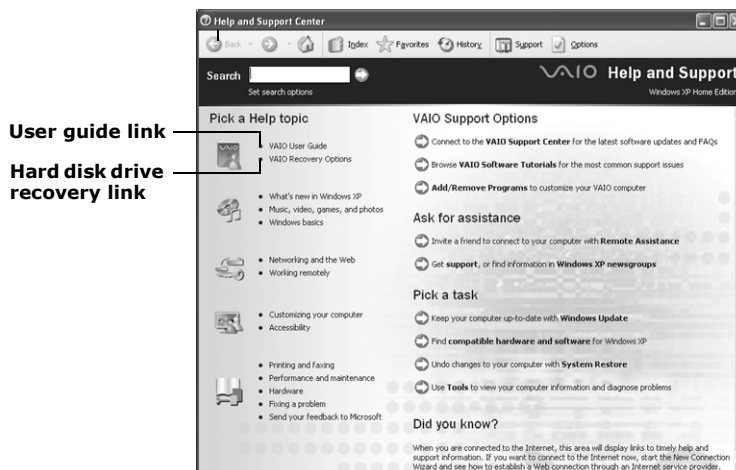 Help and Support Center
Back
Index
Favorites
History
Support
Options
Search
Set search options
VAIO Help and Support
Windows XP Home Edition
User guide link
Hard disk drive
recovery link
Pick a Help topic
VAIO
VAIO User Guide
VAIO Recovery Options
What's new in Windows XP
Music, video, games, and photos
Windows basics
Networking and the Web
Working remotely
Customizing your computer
Accessibility
Printing and faxing
Performance and maintenance
Hardware
Fixing a problem
Send your feedback to Microsoft
VAIO Support Options
Connect to the VAIO Support Center for the latest software updates and FAQs
Browse VAIO Software Tutorials for the most common support issues
Add/Remove Programs to customize your VAIO computer
Ask for assistance
Invite a friend to connect to your computer with Remote Assistance
Get support, or find information in Windows XP newsgroups
Pick a task
Keep your computer up-to-date with Windows Update
Find compatible hardware and software for Windows XP
Undo changes to your computer with System Restore
Use Tools to view your computer information and diagnose problems
Did you know?
When you are connected to the Internet, this area will display links to timely help and
support information. If you want to connect to the Internet now, start the New Connection
Wizard and see how to establish a Web connection through an Internet service provider.